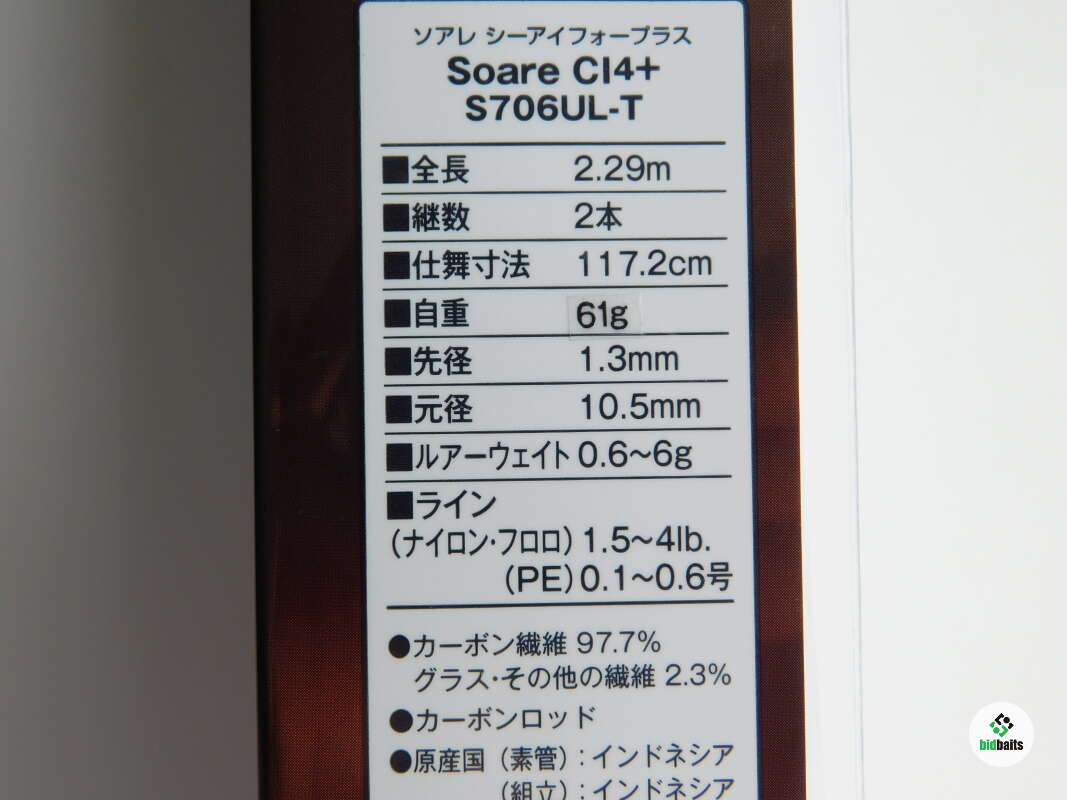 ソアレ シーアイフォープラス
Soare CI4+
S706UL-T
■全長 2.29m
■継数 2本
■仕舞寸法 117.2cm
■自重 61g
■先径 1.3mm
■元径 10.5mm
■ルアーウェイト 0.6~6g
■ライン
(ナイロン・フロロ) 1.5~4lb.
(PE) 0.1~0.6号
●カーボン繊維 97.7%
グラス・その他の繊維 2.3%
●カーボンロッド
●原産国(素管):インドネシア
(組立):インドネシア
bidbaits